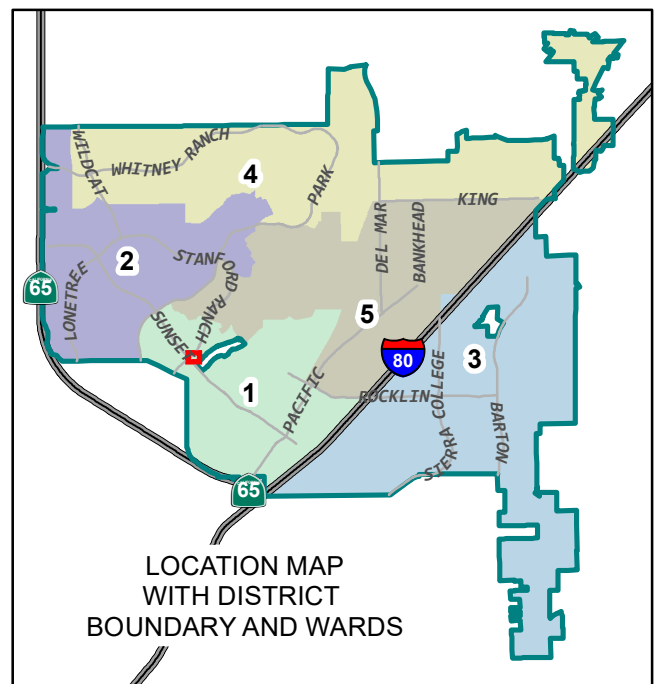 WILDCAT
WHITNEY RANCH
4
PARK
KING
DEL MAR
BANKHEAD
2
STANFORD RANCH
LONETREE
65
SUNSET
5
80
3
1
PACIFIC
ROCKLIN
SIERRA COLLEGE
BARTON
65
LOCATION MAP
WITH DISTRICT
BOUNDARY AND WARDS